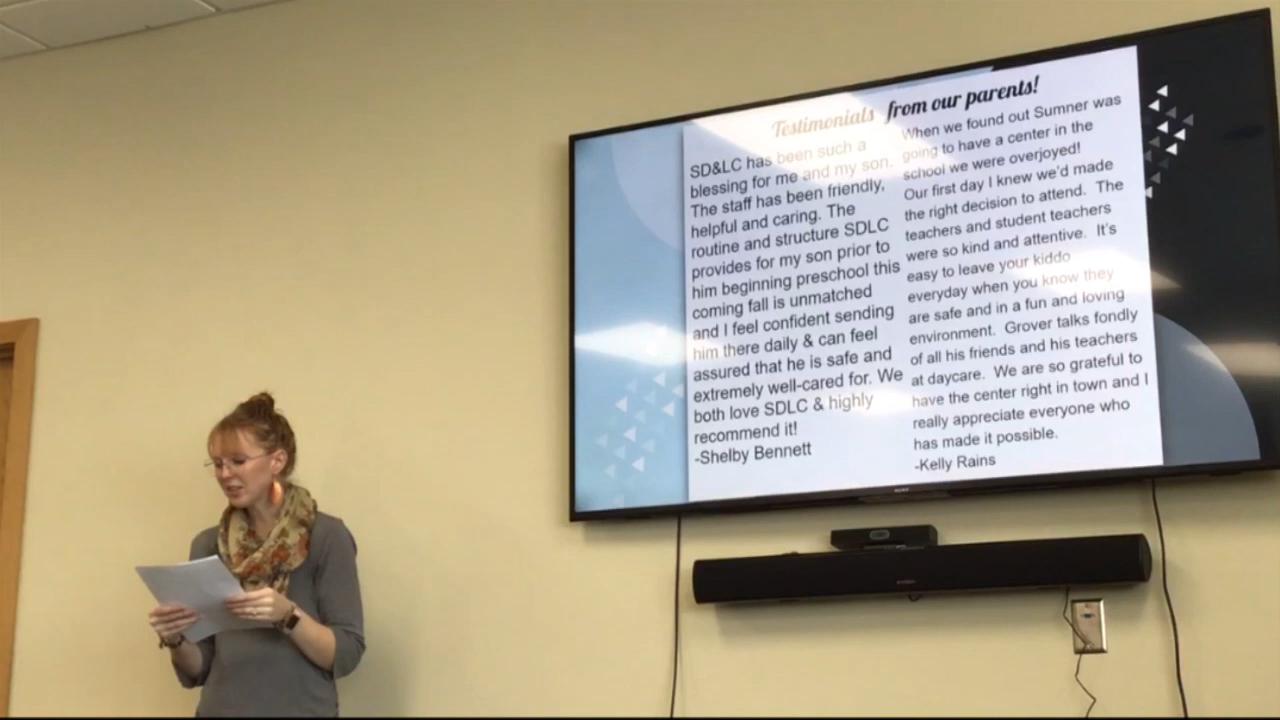 Testimonials from our parents!
SD&LC has been such a
blessing for me and my son.
The staff has been friendly,
helpful and caring. The
routine and structure SDLC
provides for my son prior to
him beginning preschool this
coming fall is unmatched
and I feel confident sending
him there daily & can feel
assured that he is safe and
extremely well-cared for. We
both love SDLC & highly
recommend it!
-Shelby Bennett
When we found out Sumner was
going to have a center in the
school we were overjoyed!
Our first day I knew we'd made
the right decision to attend. The
teachers and student teachers
were so kind and attentive. It's
easy to leave your kiddo
everyday when you know they
are safe and in a fun and loving
environment. Grover talks fondly
of all his friends and his teachers
at daycare. We are so grateful to
have the center right in town and I
really appreciate everyone who
has made it possible.
-Kelly Rains